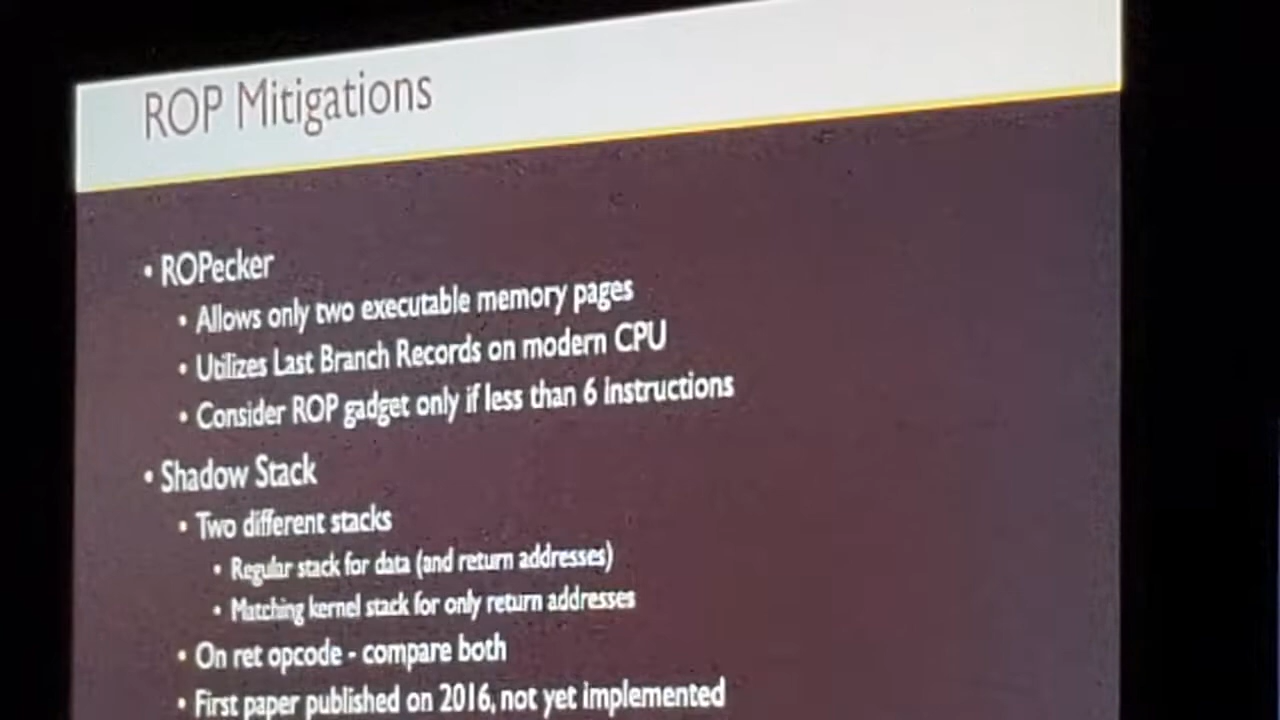 ROP Mitigations
• ROPecker
• Allows only two executable memory pages
• Utilizes Last Branch Records on modern CPU
• Consider ROP gadget only if less than 6 instructions
• Shadow Stack
• Two different stacks
• Regular stack for data (and return addresses)
• Matching kernel stack for only return addresses
• On ret opcode - compare both
• First paper published on 2016, not yet implemented